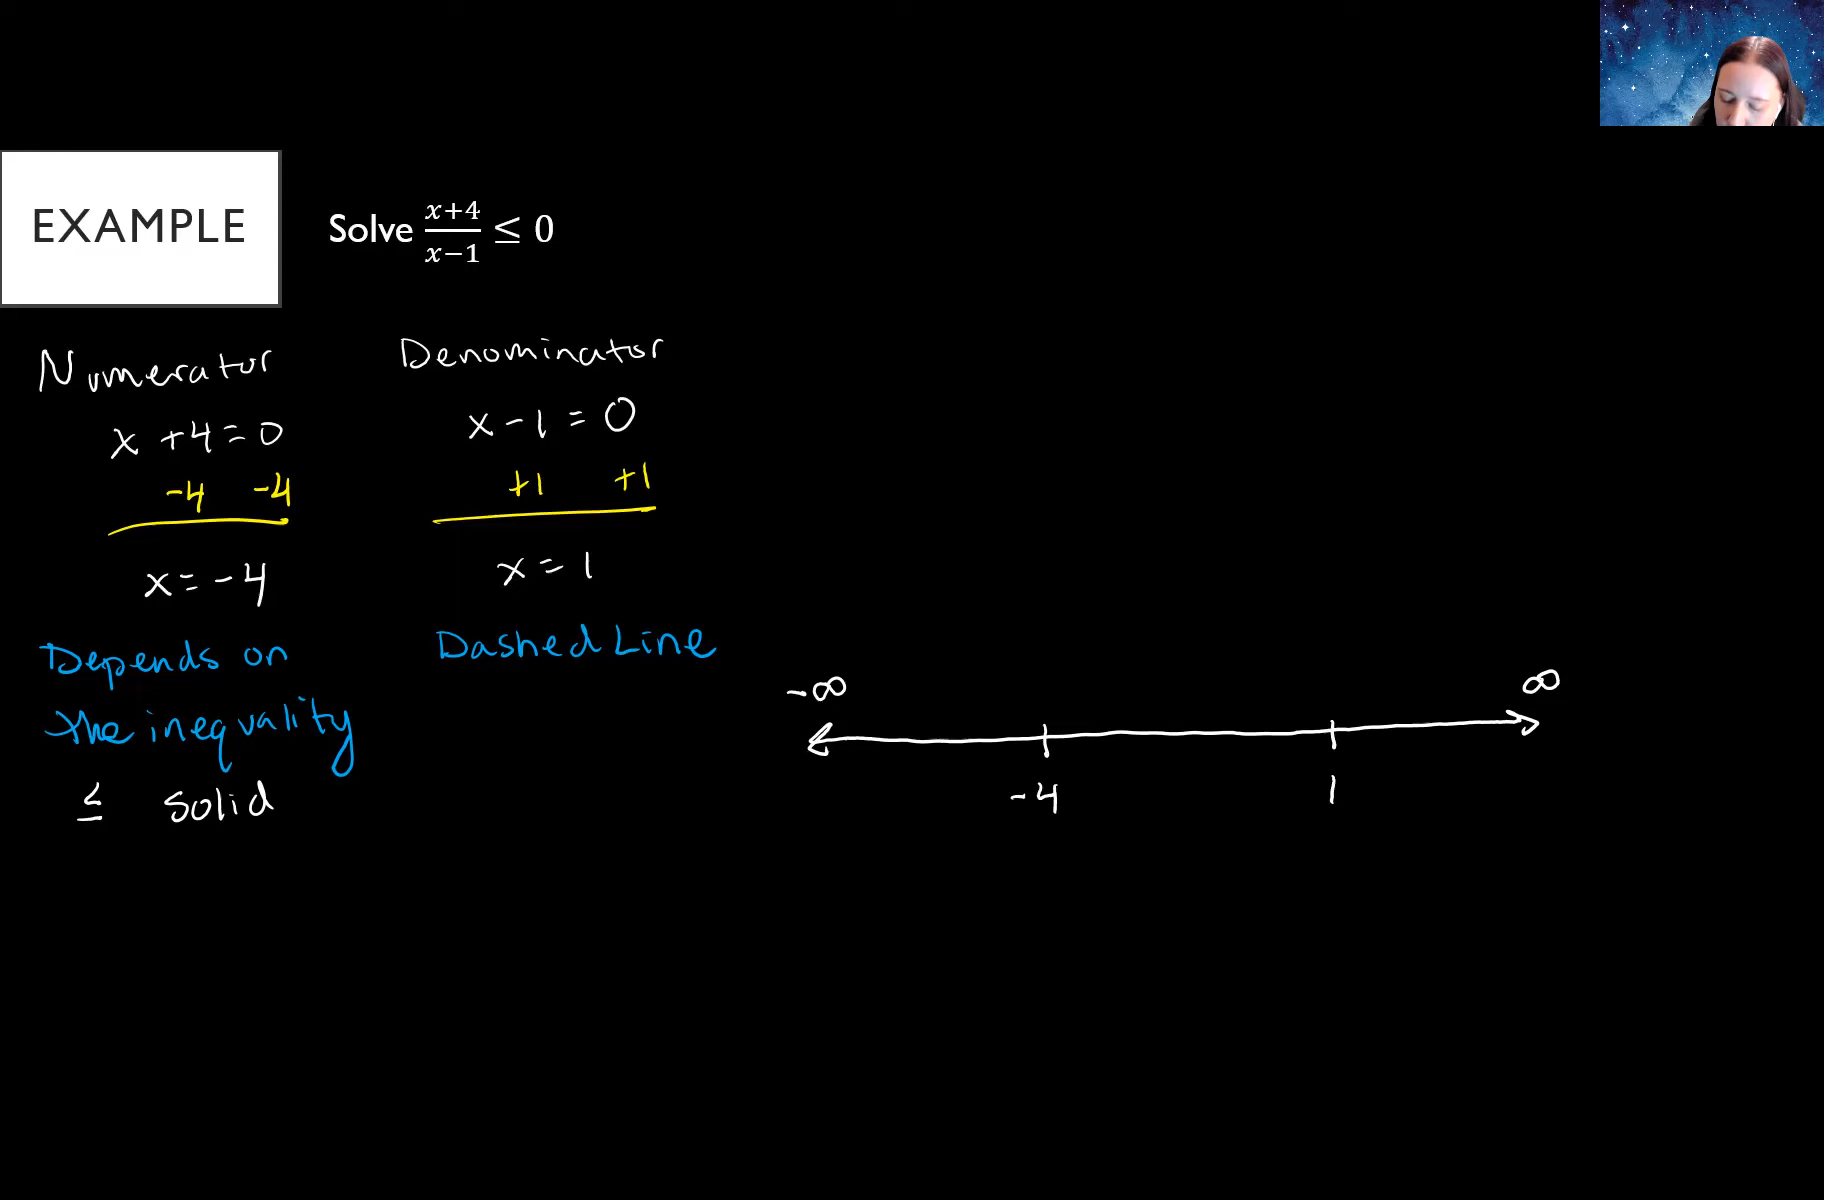 EXAMPLE
Solve \frac{x+4}{x-1} ≤ 0
Numerator
x + 4 = 0
-4 -4
x = -4
Depends on
the inequality
≤ Solid
Denominator
x - 1 = 0
+1 +1
x = 1
Dashed Line
-∞ ∞
-4 1